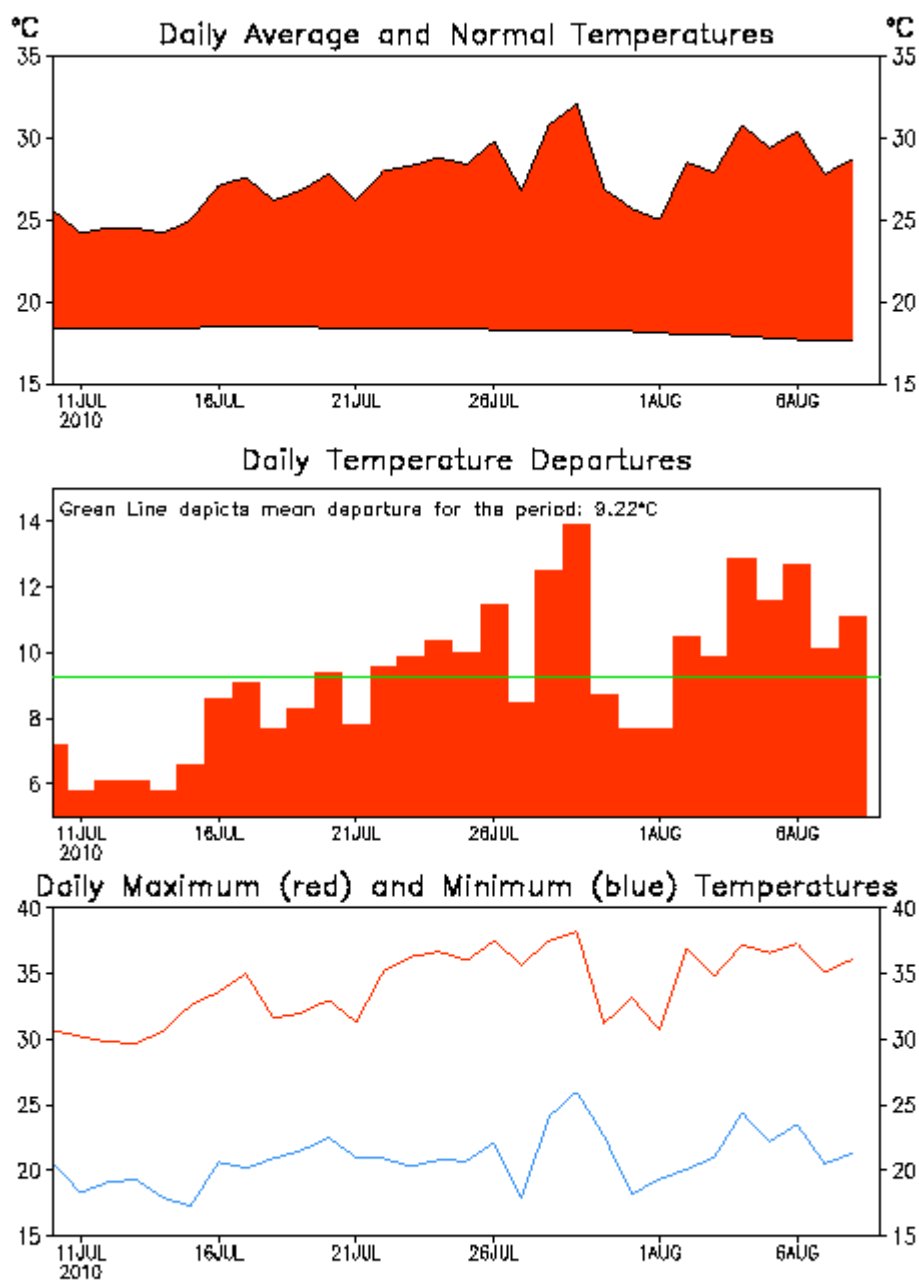 °C Daily Average and Normal Temperatures °C
35 35
30 30
25 25
20 20
15 15
11JUL 16JUL 21JUL 26JUL 1AUG 6AUG
2010
Daily Temperature Departures
Green Line depicts mean departure for the period: 9.22°C
14
12
10
8
6
11JUL 16JUL 21JUL 26JUL 1AUG 6AUG
2010
Daily Maximum (red) and Minimum (blue) Temperatures
40 40
35 35
30 30
25 25
20 20
15 15
11JUL 16JUL 21JUL 26JUL 1AUG 6AUG
2010